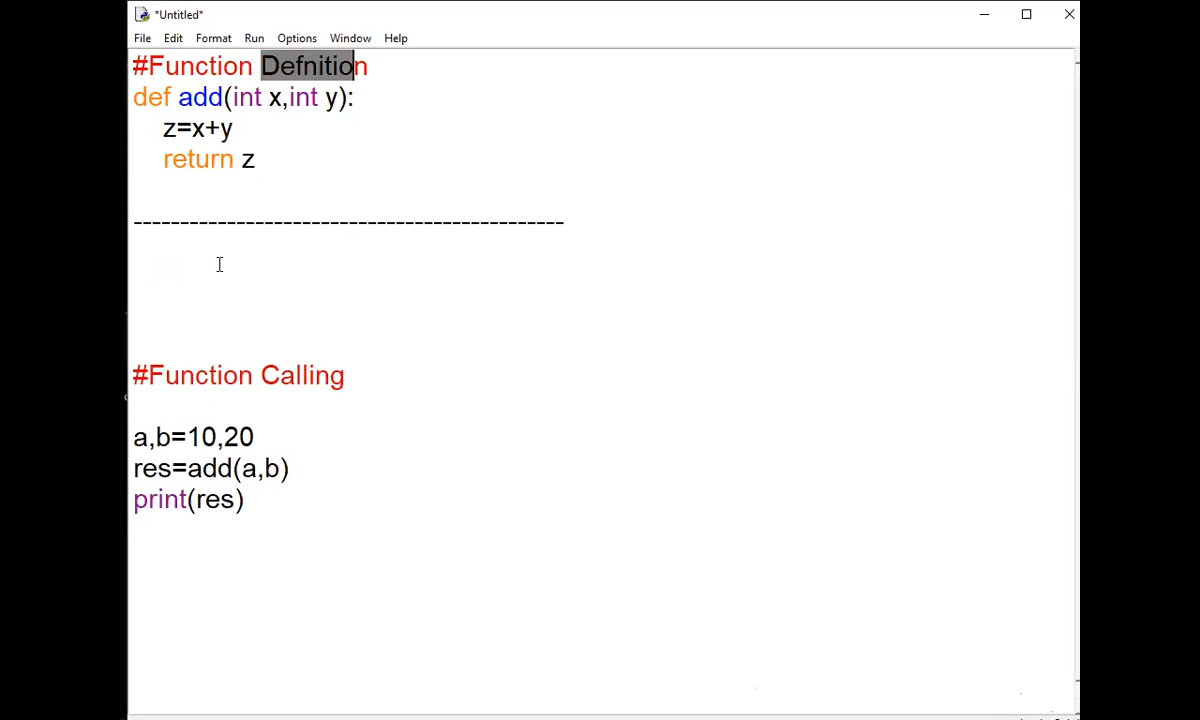 *Untitled*
File Edit Format Run Options Window Help
#Function Defnition
def add(int x,int y):
z=x+y
return z
-----------------------------------------------
#Function Calling
a,b=10,20
res=add(a,b)
print(res)